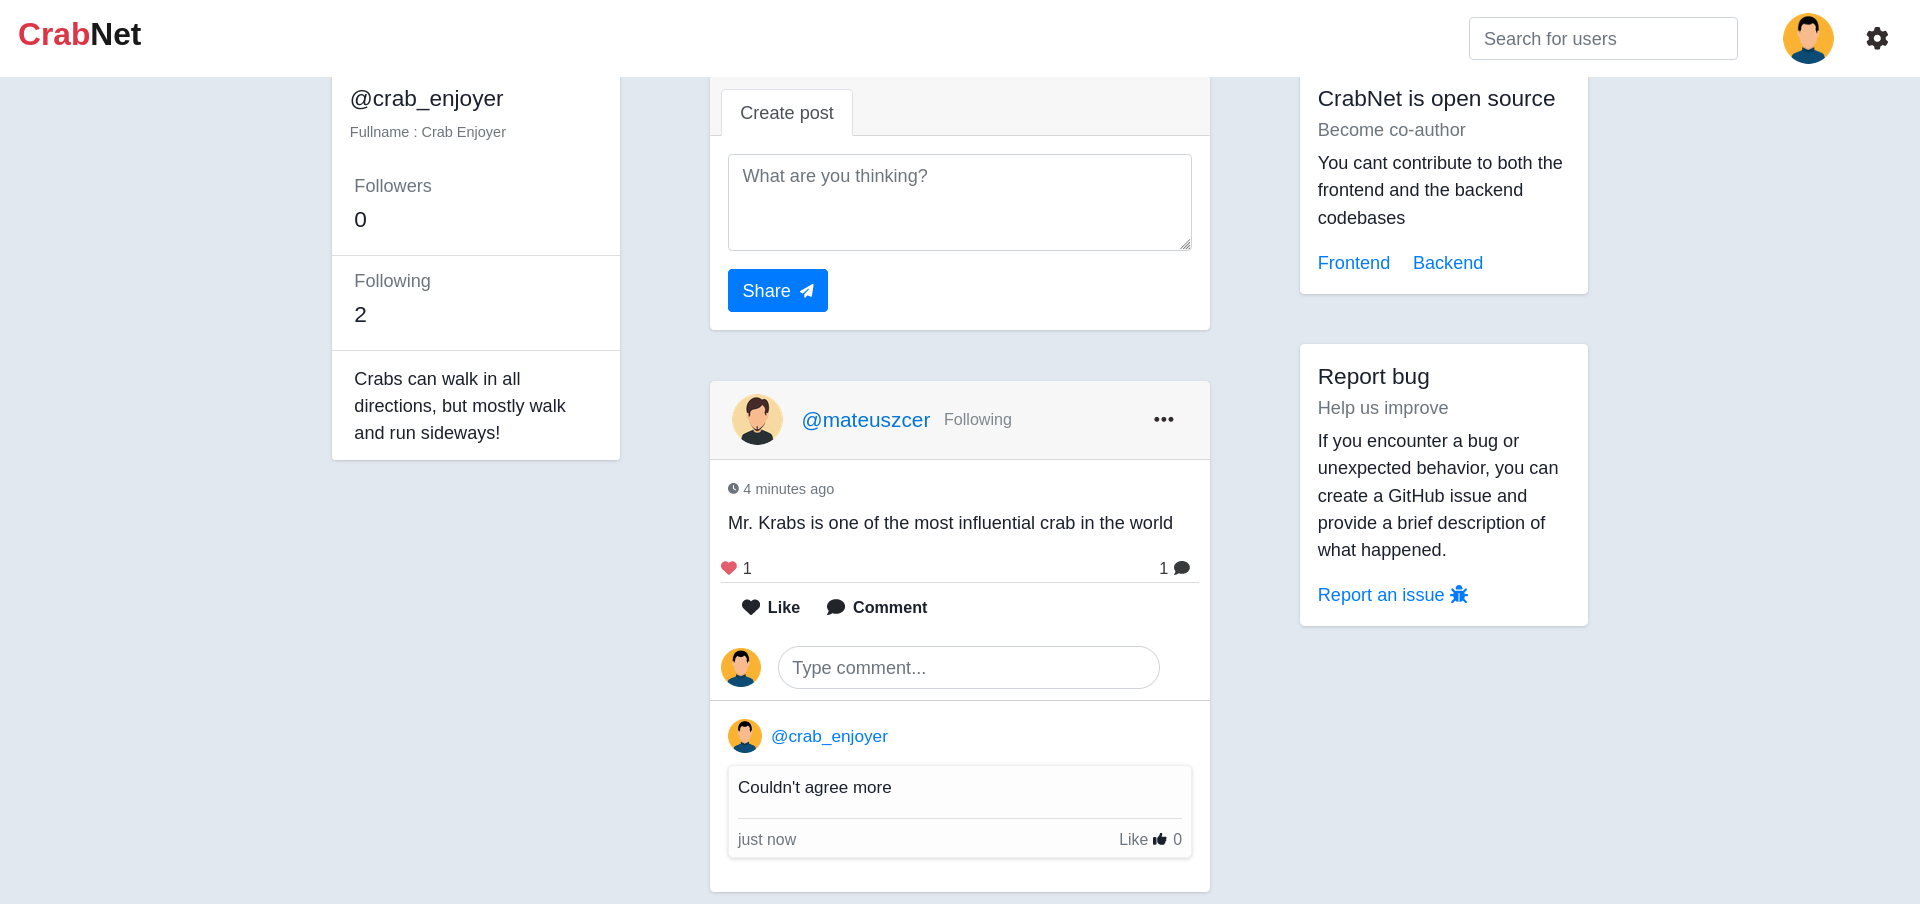 CrabNet
Search for users
@crab_enjoyer
Fullname : Crab Enjoyer
Followers
0
Following
2
Crabs can walk in all
directions, but mostly walk
and run sideways!
Create post
What are you thinking?
Share
@mateuszcer Following
4 minutes ago
Mr. Krabs is one of the most influential crab in the world
1
1
Like Comment
Type comment...
@crab_enjoyer
Couldn't agree more
just now
Like 0
CrabNet is open source
Become co-author
You cant contribute to both the
frontend and the backend
codebases
Frontend Backend
Report bug
Help us improve
If you encounter a bug or
unexpected behavior, you can
create a GitHub issue and
provide a brief description of
what happened.
Report an issue